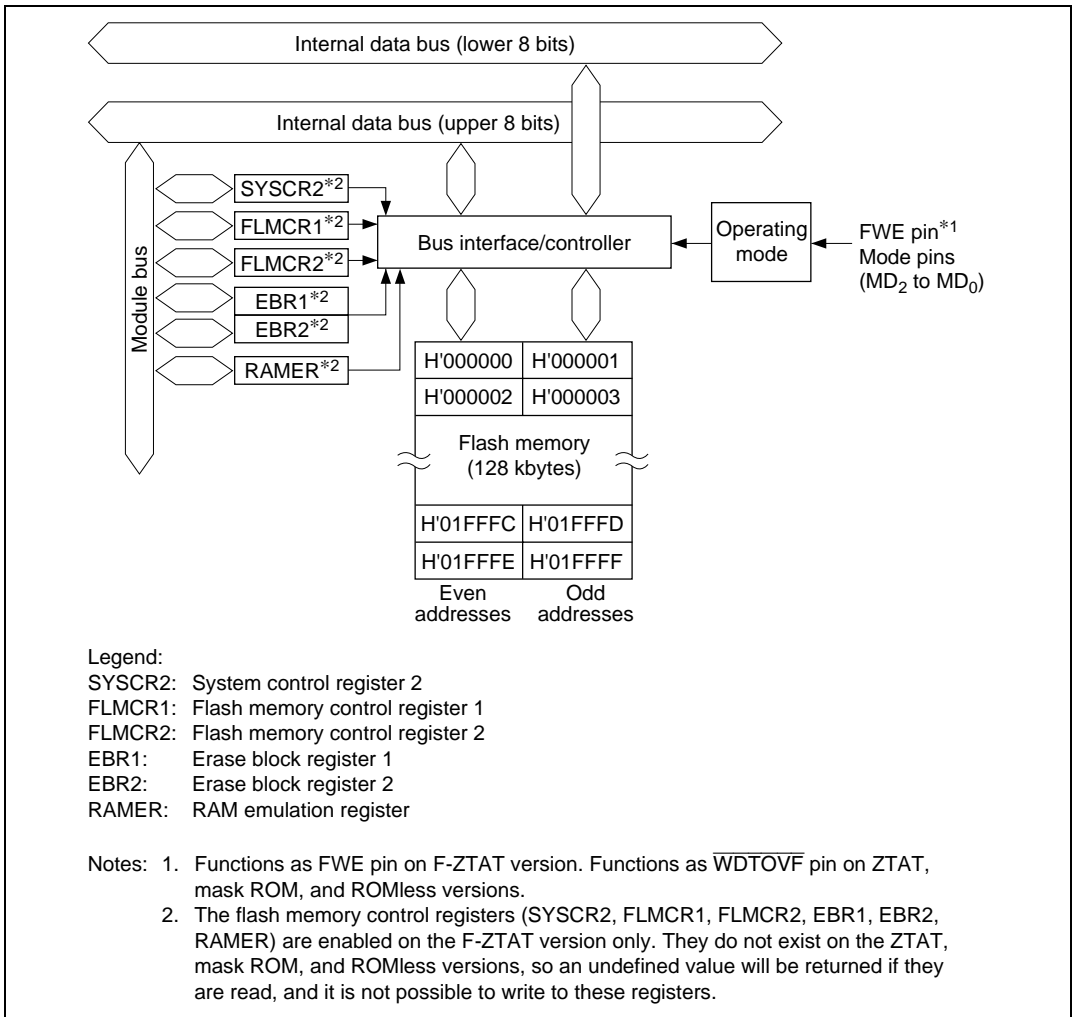 Internal data bus (lower 8 bits)
Internal data bus (upper 8 bits)
Module bus
SYSCR2*2
FLMCR1*2
FLMCR2*2
EBR1*2
EBR2*2
RAMER*2
Bus interface/controller
Operating
mode
FWE pin*1
Mode pins
(MD2 to MD0)
H'000000 H'000001
H'000002 H'000003
Flash memory
(128 kbytes)
H'01FFFC H'01FFFD
H'01FFFE H'01FFFF
Even Odd
addresses addresses
Legend:
SYSCR2: System control register 2
FLMCR1: Flash memory control register 1
FLMCR2: Flash memory control register 2
EBR1: Erase block register 1
EBR2: Erase block register 2
RAMER: RAM emulation register
Notes: 1. Functions as FWE pin on F-ZTAT version. Functions as WDTOVF pin on ZTAT,
mask ROM, and ROMless versions.
2. The flash memory control registers (SYSCR2, FLMCR1, FLMCR2, EBR1, EBR2,
RAMER) are enabled on the F-ZTAT version only. They do not exist on the ZTAT,
mask ROM, and ROMless versions, so an undefined value will be returned if they
are read, and it is not possible to write to these registers.